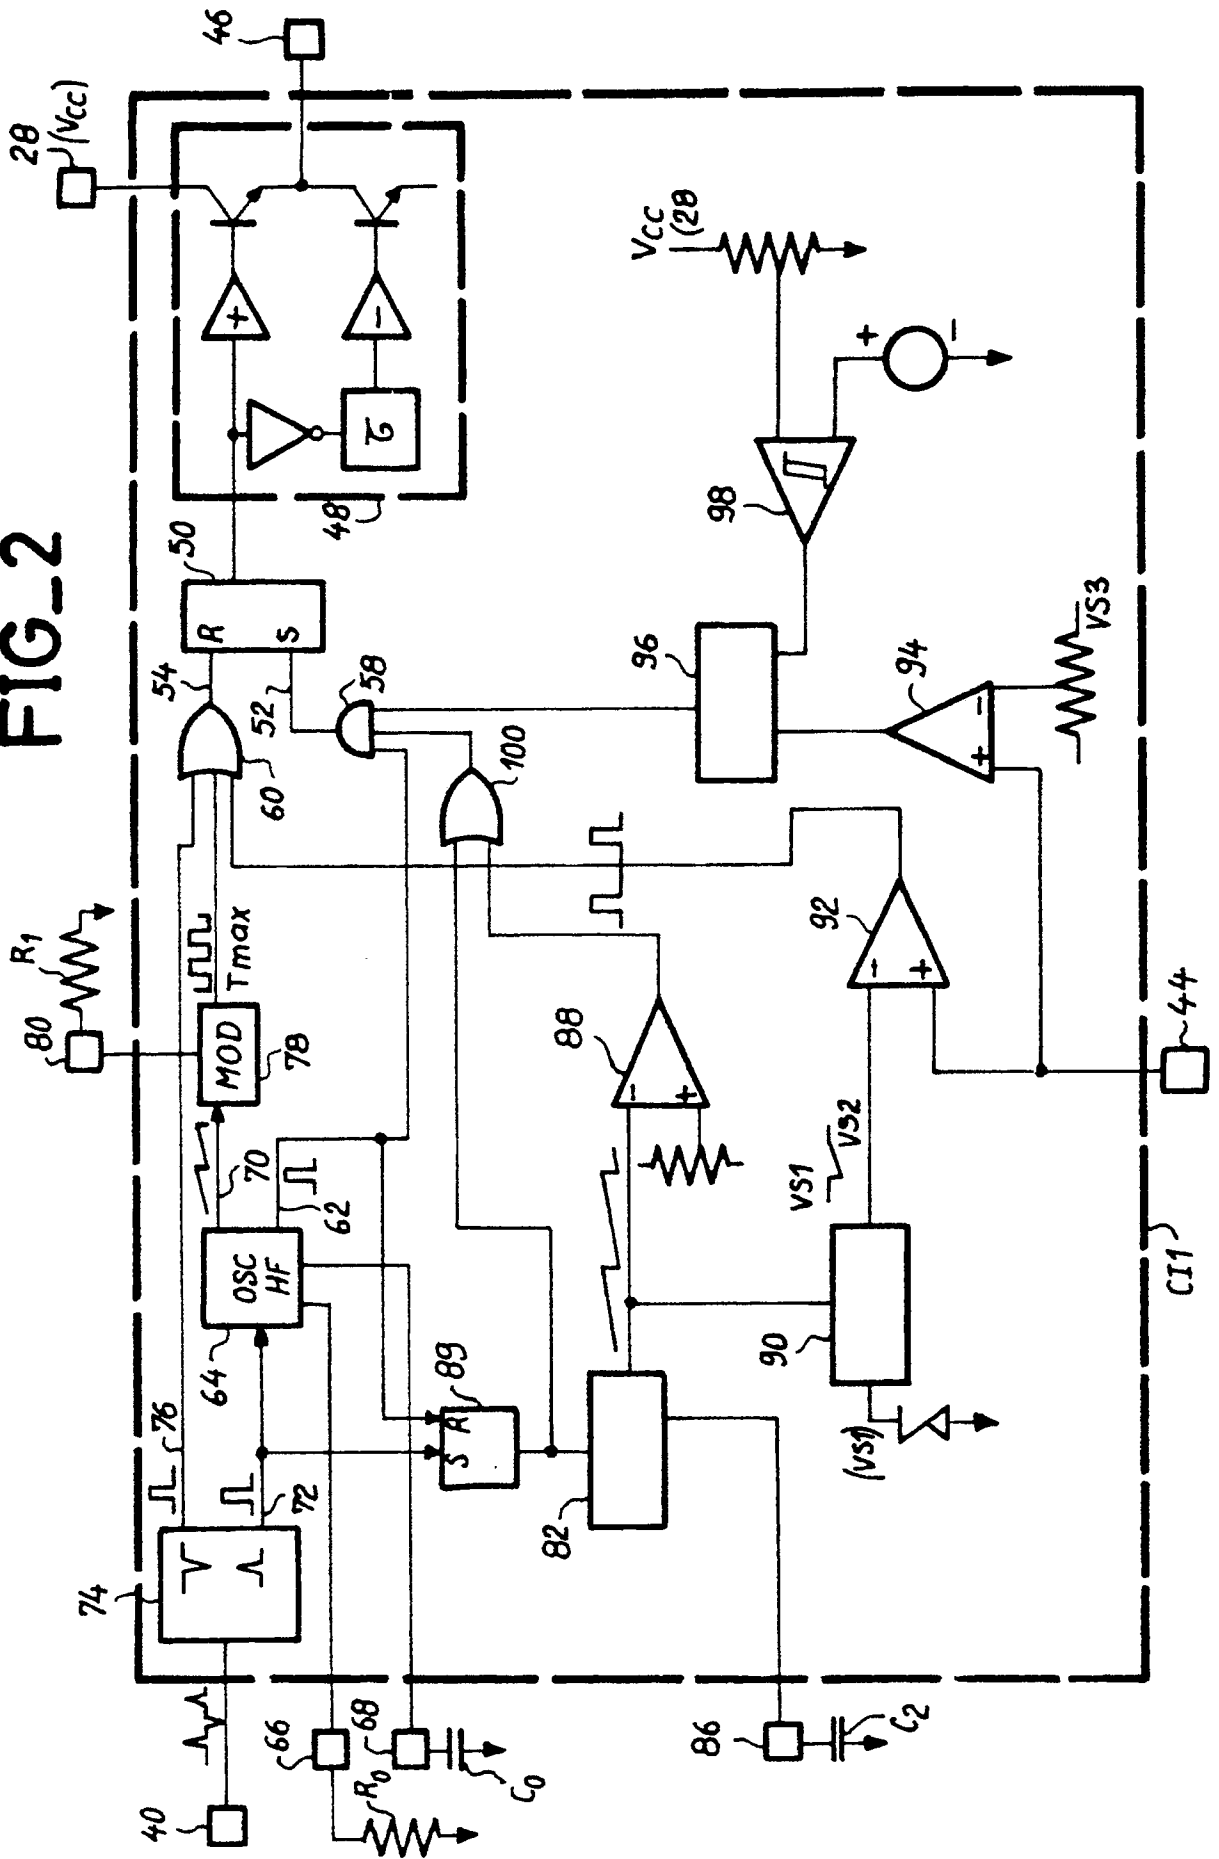 FIG_2
40
74
76
72
64
OSC
HF
62
70
MOD
78
80
R1
Tmax
60
54
52
R
S
50
48
+
-
τ
28
(Vcc)
46
58
100
66
R0
68
C0
89
S
R
82
86
C2
88
-
+
90
(VS1)
VS1
VS2
92
-
+
94
+
-
VS3
96
98
Vcc
(28
+
-
44
CI1